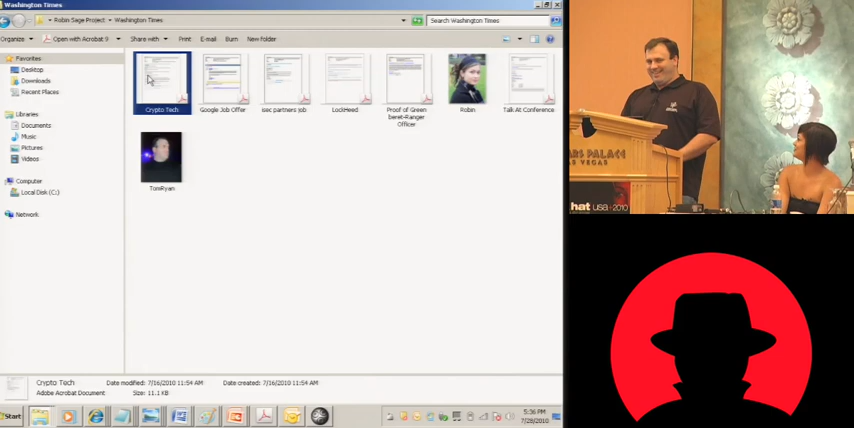 Washington Times
Robin Sage Project
Washington Times
Search Washington Times
Organize
Open with Acrobat 9
Share with
Print
E-mail
Burn
New folder
Favorites
Desktop
Downloads
Recent Places
Libraries
Documents
Music
Pictures
Videos
Computer
Local Disk (C:)
Network
Crypto Tech
Google Job Offer
isec partners job
LockHeed
Proof of Green
beret-Ranger
Officer
Robin
Talk At Conference
TomRyan
Crypto Tech
Date modified: 7/16/2010 11:54 AM
Date created: 7/16/2010 11:54 AM
Adobe Acrobat Document
Size: 11.1 KB
Start
5:36 PM
7/28/2010
ARS PALACE
AS VEGAS
hat usa+2010